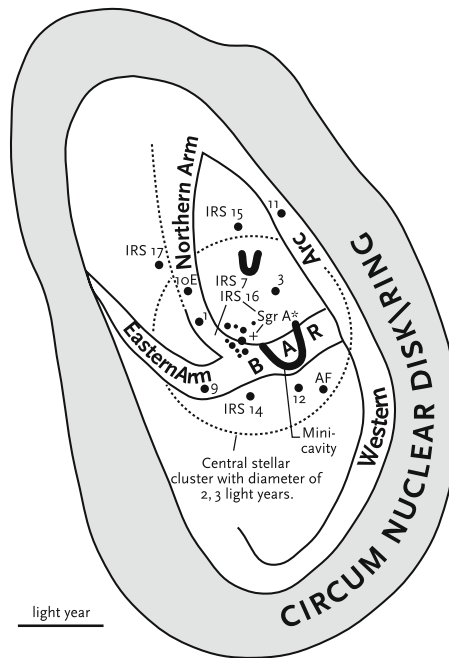 Northern Arm
11
IRS 15
Arc
IRS 17
IRS 7
10E
3
IRS 16
Sgr A*
1
+
Eastern Arm
B A R
9
12
AF
IRS 14
Mini-
cavity
Western
Central stellar
cluster with diameter of
2, 3 light years.
CIRCUM NUCLEAR DISK\RING
light year